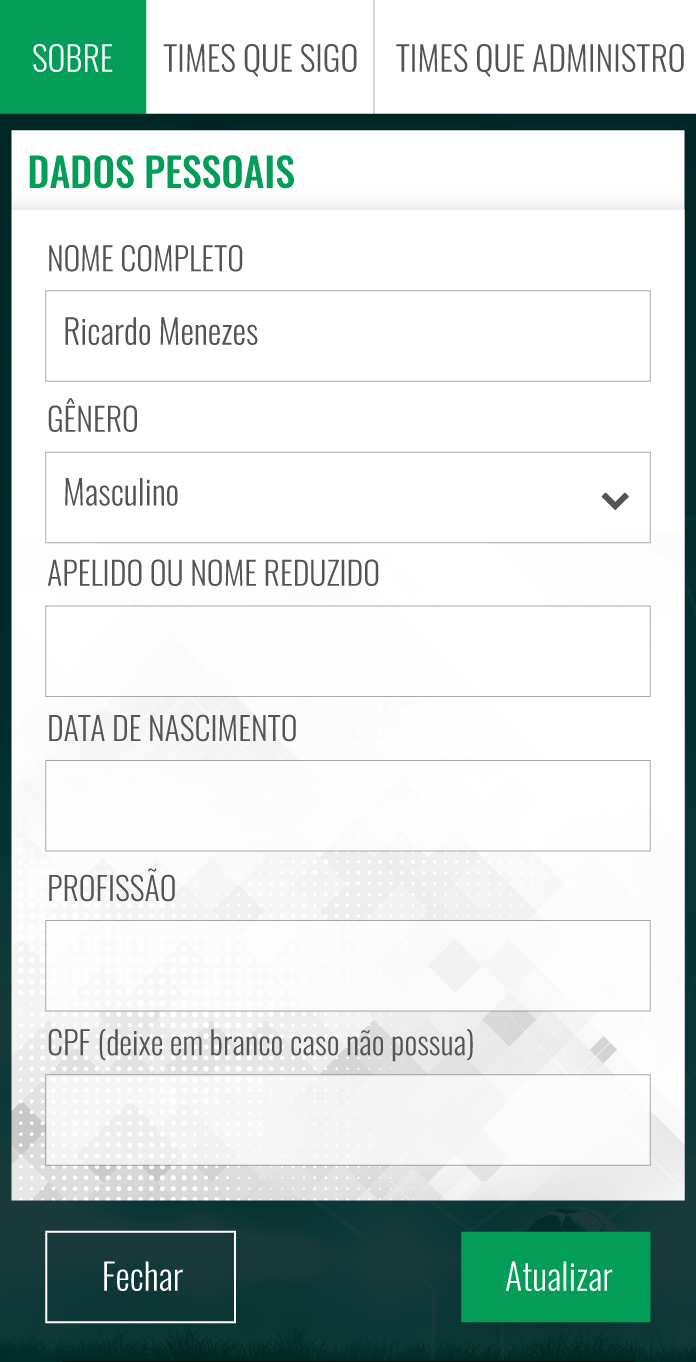 SOBRE
TIMES QUE SIGO
TIMES QUE ADMINISTRO
DADOS PESSOAIS
NOME COMPLETO
Ricardo Menezes
GÊNERO
Masculino
APELIDO OU NOME REDUZIDO
DATA DE NASCIMENTO
PROFISSÃO
CPF (deixe em branco caso não possua)
Fechar
Atualizar